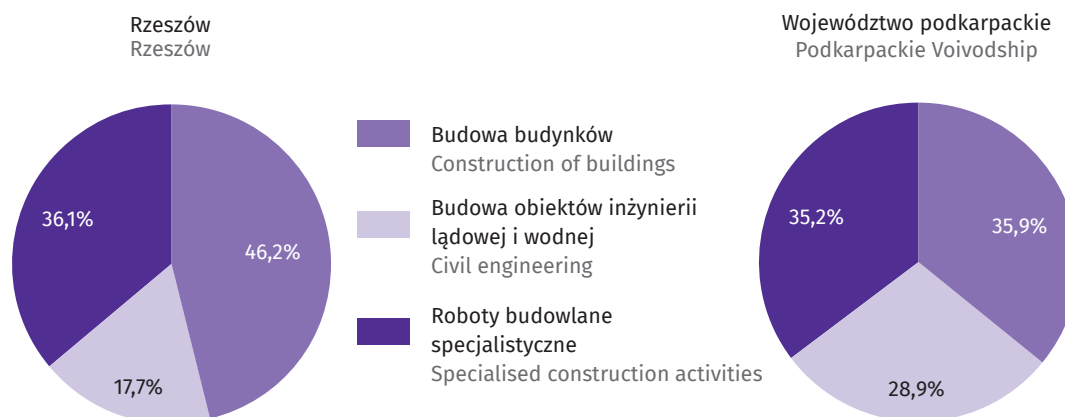 Rzeszów
Rzeszów
36,1%
46,2%
17,7%
Budowa budynków
Construction of buildings
Budowa obiektów inżynierii
lądowej i wodnej
Civil engineering
Roboty budowlane
specjalistyczne
Specialised construction activities
Województwo podkarpackie
Podkarpackie Voivodship
35,2%
35,9%
28,9%